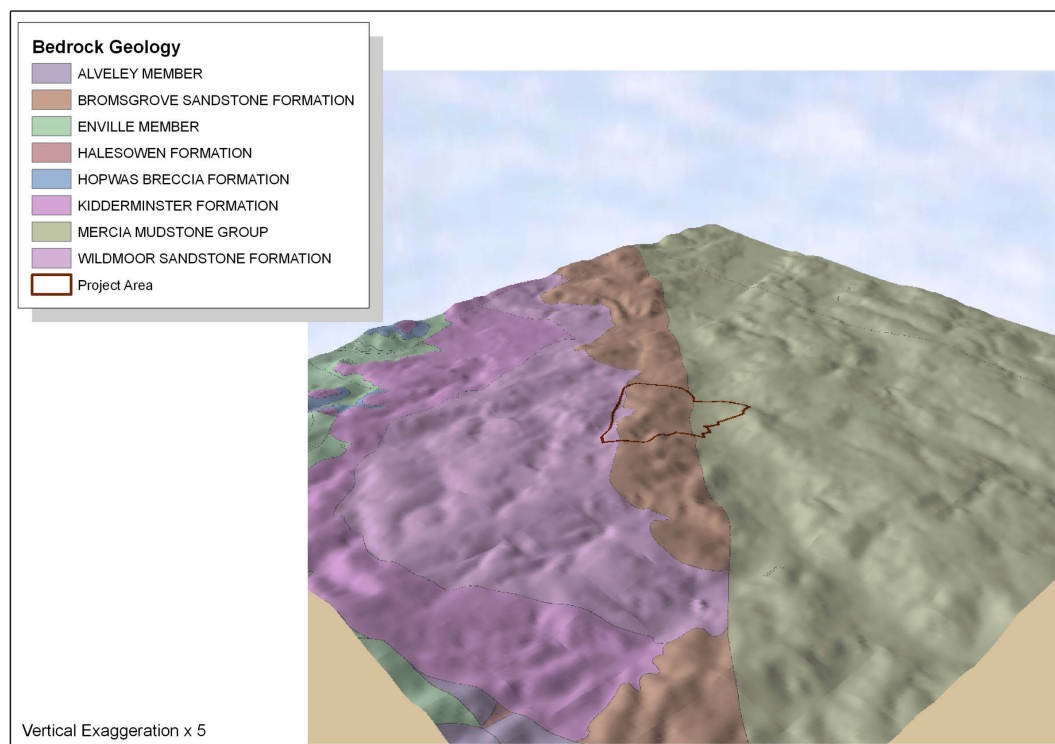 Bedrock Geology
ALVELEY MEMBER
BROMSGROVE SANDSTONE FORMATION
ENVILLE MEMBER
HALESOWEN FORMATION
HOPWAS BRECCIA FORMATION
KIDDERMINSTER FORMATION
MERCIA MUDSTONE GROUP
WILDMOOR SANDSTONE FORMATION
Project Area
Vertical Exaggeration x 5